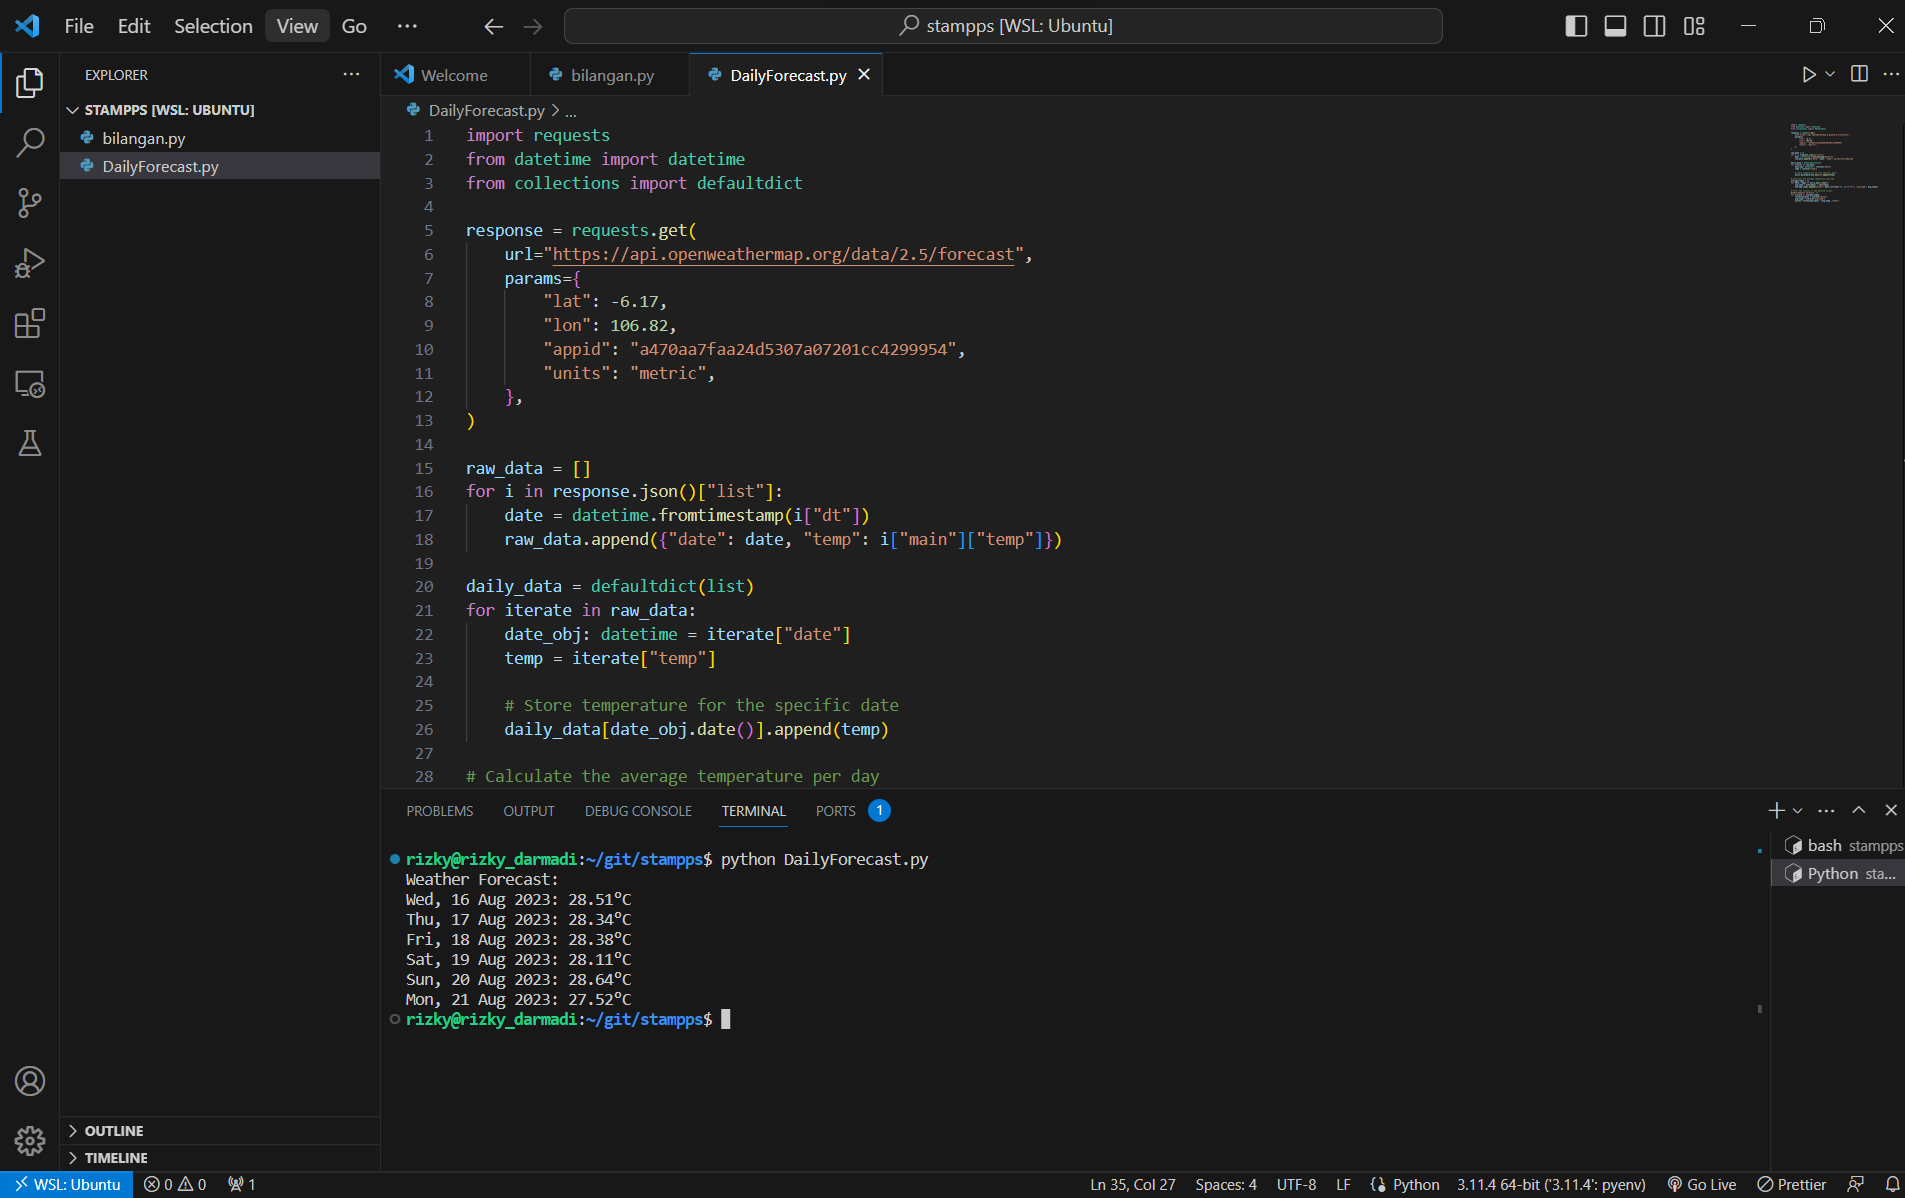 File Edit Selection View Go ···
stampps [WSL: Ubuntu]
EXPLORER ···
STAMPPS [WSL: UBUNTU]
bilangan.py
DailyForecast.py
Welcome bilangan.py DailyForecast.py
DailyForecast.py > ...
1 import requests
2 from datetime import datetime
3 from collections import defaultdict
4
5 response = requests.get(
6     url="https://api.openweathermap.org/data/2.5/forecast",
7     params={
8         "lat": -6.17,
9         "lon": 106.82,
10         "appid": "a470aa7faa24d5307a07201cc4299954",
11         "units": "metric",
12     },
13 )
14
15 raw_data = []
16 for i in response.json()["list"]:
17     date = datetime.fromtimestamp(i["dt"])
18     raw_data.append({"date": date, "temp": i["main"]["temp"]})
19
20 daily_data = defaultdict(list)
21 for iterate in raw_data:
22     date_obj: datetime = iterate["date"]
23     temp = iterate["temp"]
24
25     # Store temperature for the specific date
26     daily_data[date_obj.date()].append(temp)
27
28 # Calculate the average temperature per day
PROBLEMS OUTPUT DEBUG CONSOLE TERMINAL PORTS 1
rizky@rizky_darmadi:~/git/stampps$ python DailyForecast.py
Weather Forecast:
Wed, 16 Aug 2023: 28.51°C
Thu, 17 Aug 2023: 28.34°C
Fri, 18 Aug 2023: 28.38°C
Sat, 19 Aug 2023: 28.11°C
Sun, 20 Aug 2023: 28.64°C
Mon, 21 Aug 2023: 27.52°C
rizky@rizky_darmadi:~/git/stampps$
bash stampps
Python sta...
OUTLINE
TIMELINE
WSL: Ubuntu 0 0 1 Ln 35, Col 27 Spaces: 4 UTF-8 LF Python 3.11.4 64-bit ('3.11.4': pyenv) Go Live Prettier